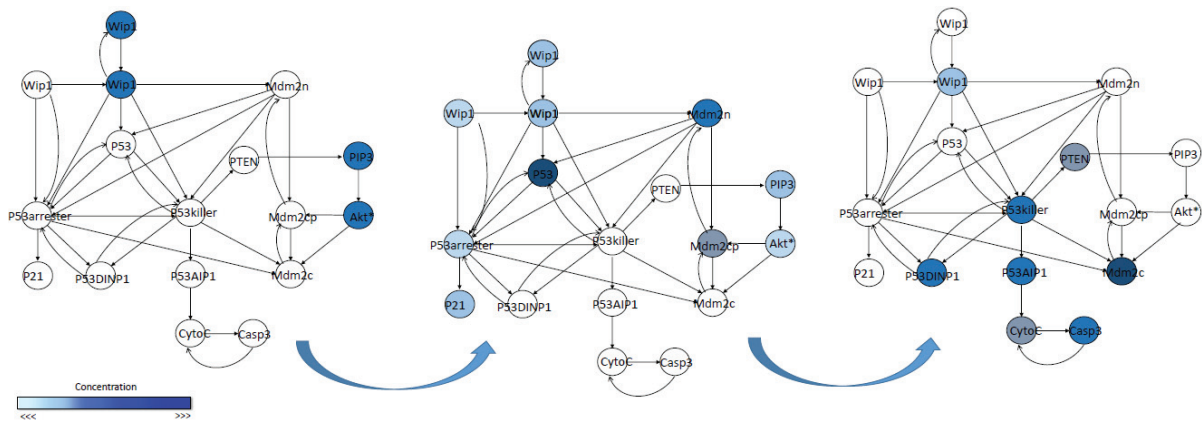 Wip1
Wip1 Wip1 Mdm2n
P53
PTEN PIP3
P53arrester P53killer Mdm2cp Akt*
P21 P53DINP1 P53AIP1 Mdm2c
CytoC Casp3
Wip1
Wip1 Wip1 Mdm2n
P53
PTEN PIP3
P53arrester P53killer Mdm2cp Akt*
P21 P53DINP1 P53AIP1 Mdm2c
CytoC Casp3
Wip1
Wip1 Wip1 Mdm2n
P53
PTEN PIP3
P53arrester P53killer Mdm2cp Akt*
P21 P53DINP1 P53AIP1 Mdm2c
CytoC Casp3
Concentration
<<< >>>